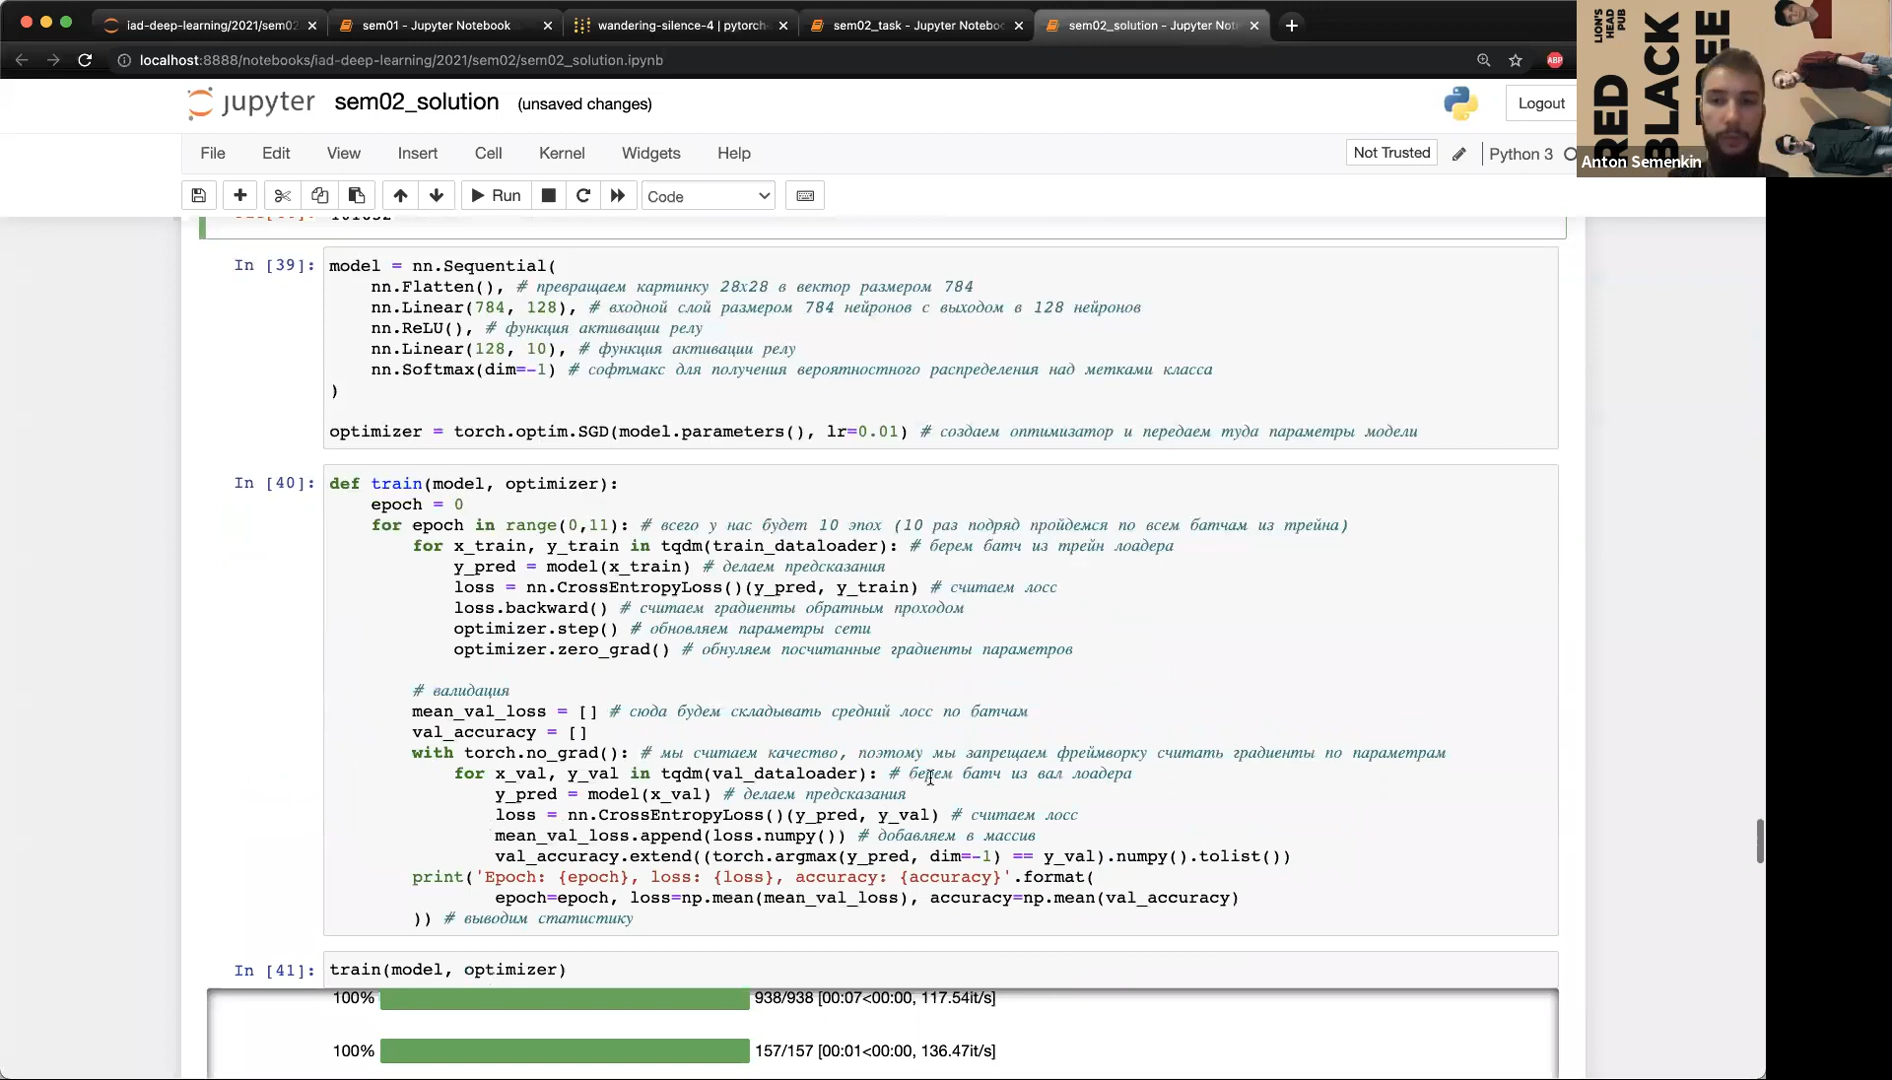 iad-deep-learning/2021/sem02
sem01 - Jupyter Notebook
wandering-silence-4 | pytorch-
sem02_task - Jupyter Noteboo
sem02_solution - Jupyter Not
localhost:8888/notebooks/iad-deep-learning/2021/sem02/sem02_solution.ipynb
ABP
LION'S HEAD PUB
RED
BLACK
Anton Semenkin
jupyter sem02_solution (unsaved changes)
Logout
File Edit View Insert Cell Kernel Widgets Help
Not Trusted
Python 3
Run
Code
In [39]:
model = nn.Sequential(
nn.Flatten(), # превращаем картинку 28x28 в вектор размером 784
nn.Linear(784, 128), # входной слой размером 784 нейронов с выходом в 128 нейронов
nn.ReLU(), # функция активации релу
nn.Linear(128, 10), # функция активации релу
nn.Softmax(dim=-1) # софтмакс для получения вероятностного распределения над метками класса
)
optimizer = torch.optim.SGD(model.parameters(), lr=0.01) # создаем оптимизатор и передаем туда параметры модели
In [40]:
def train(model, optimizer):
epoch = 0
for epoch in range(0,11): # всего у нас будет 10 эпох (10 раз подряд пройдемся по всем батчам из трейна)
for x_train, y_train in tqdm(train_dataloader): # берем батч из трейн лоадера
y_pred = model(x_train) # делаем предсказания
loss = nn.CrossEntropyLoss()(y_pred, y_train) # считаем лосс
loss.backward() # считаем градиенты обратным проходом
optimizer.step() # обновляем параметры сети
optimizer.zero_grad() # обнуляем посчитанные градиенты параметров
# валидация
mean_val_loss = [] # сюда будем складывать средний лосс по батчам
val_accuracy = []
with torch.no_grad(): # мы считаем качество, поэтому мы запрещаем фреймворку считать градиенты по параметрам
for x_val, y_val in tqdm(val_dataloader): # берем батч из вал лоадера
y_pred = model(x_val) # делаем предсказания
loss = nn.CrossEntropyLoss()(y_pred, y_val) # считаем лосс
mean_val_loss.append(loss.numpy()) # добавляем в массив
val_accuracy.extend((torch.argmax(y_pred, dim=-1) == y_val).numpy().tolist())
print('Epoch: {epoch}, loss: {loss}, accuracy: {accuracy}'.format(
epoch=epoch, loss=np.mean(mean_val_loss), accuracy=np.mean(val_accuracy)
)) # выводим статистику
In [41]:
train(model, optimizer)
100% 938/938 [00:07<00:00, 117.54it/s]
100% 157/157 [00:01<00:00, 136.47it/s]